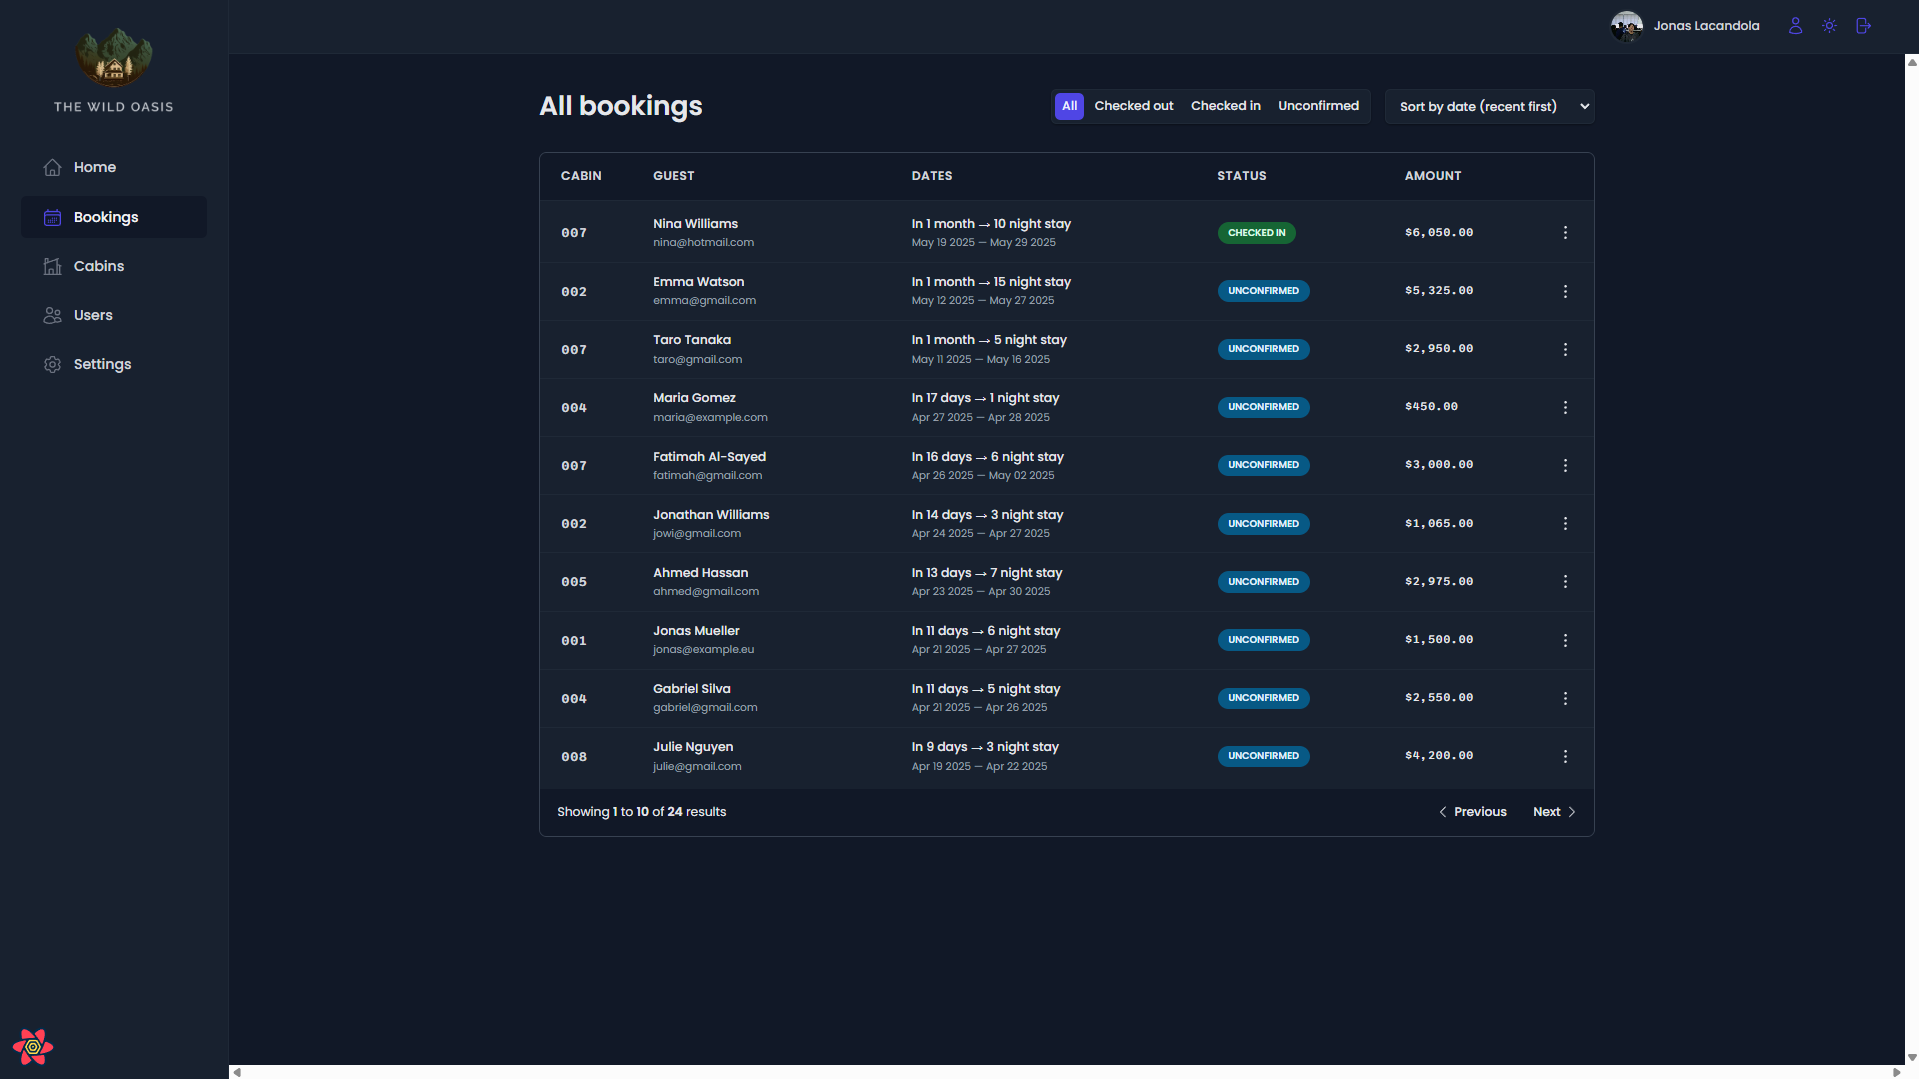 THE WILD OASIS
Home
Bookings
Cabins
Users
Settings
Jonas Lacandola
All bookings
All Checked out Checked in Unconfirmed
Sort by date (recent first)
CABIN GUEST DATES STATUS AMOUNT
007 Nina Williams In 1 month → 10 night stay CHECKED IN $6,050.00
nina@hotmail.com May 19 2025 — May 29 2025
002 Emma Watson In 1 month → 15 night stay UNCONFIRMED $5,325.00
emma@gmail.com May 12 2025 — May 27 2025
007 Taro Tanaka In 1 month → 5 night stay UNCONFIRMED $2,950.00
taro@gmail.com May 11 2025 — May 16 2025
004 Maria Gomez In 17 days → 1 night stay UNCONFIRMED $450.00
maria@example.com Apr 27 2025 — Apr 28 2025
007 Fatimah Al-Sayed In 16 days → 6 night stay UNCONFIRMED $3,000.00
fatimah@gmail.com Apr 26 2025 — May 02 2025
002 Jonathan Williams In 14 days → 3 night stay UNCONFIRMED $1,065.00
jowi@gmail.com Apr 24 2025 — Apr 27 2025
005 Ahmed Hassan In 13 days → 7 night stay UNCONFIRMED $2,975.00
ahmed@gmail.com Apr 23 2025 — Apr 30 2025
001 Jonas Mueller In 11 days → 6 night stay UNCONFIRMED $1,500.00
jonas@example.eu Apr 21 2025 — Apr 27 2025
004 Gabriel Silva In 11 days → 5 night stay UNCONFIRMED $2,550.00
gabriel@gmail.com Apr 21 2025 — Apr 26 2025
008 Julie Nguyen In 9 days → 3 night stay UNCONFIRMED $4,200.00
julie@gmail.com Apr 19 2025 — Apr 22 2025
Showing 1 to 10 of 24 results
Previous Next